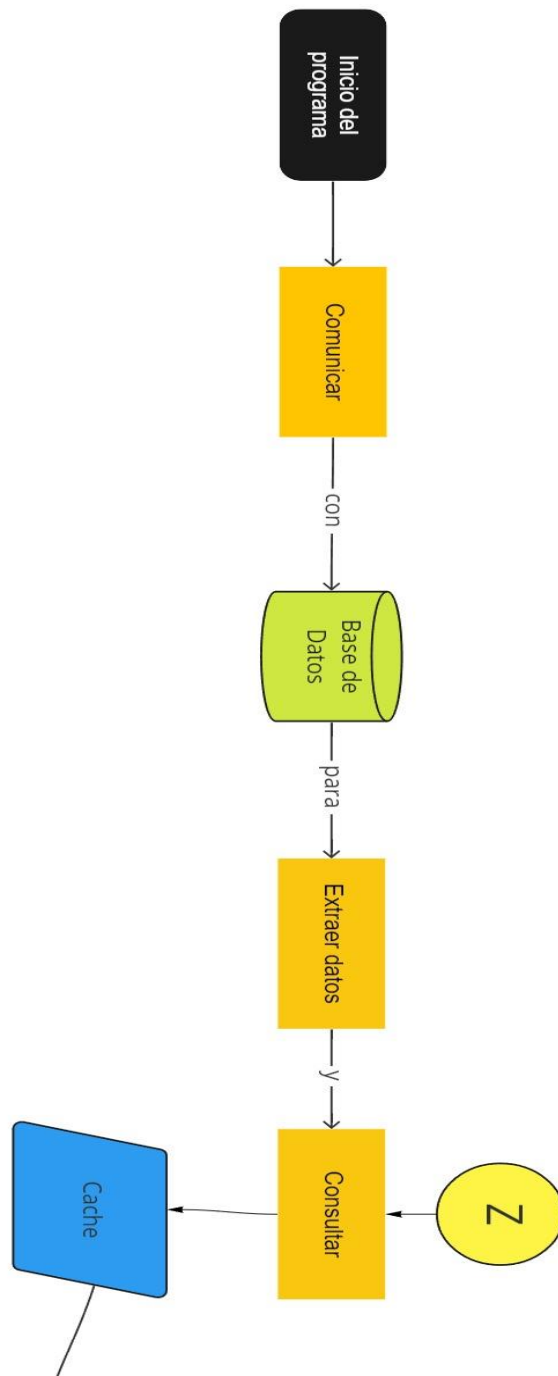 Inicio del
programa
Comunicar
con
Base de
Datos
para
Extraer datos
y
Consultar
Z
Cache